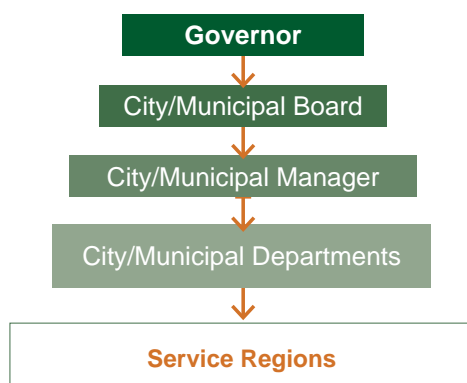 Governor
City/Municipal Board
City/Municipal Manager
City/Municipal Departments
Service Regions